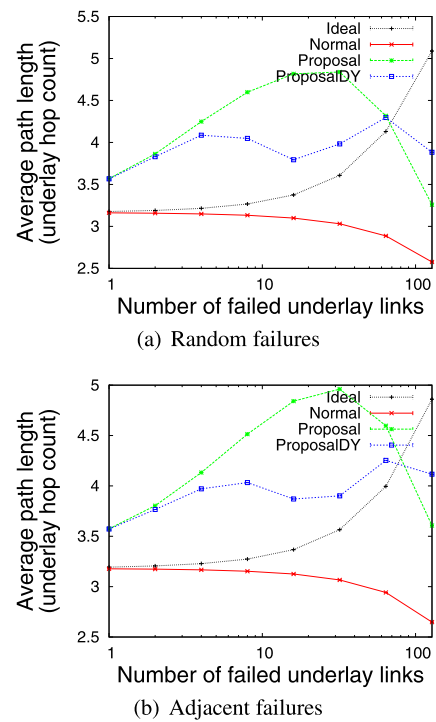 5.5
5
4.5
4
3.5
3
2.5
Average path length
(underlay hop count)
Ideal
Normal
Proposal
ProposalDY
1
10
100
Number of failed underlay links
(a) Random failures
5
4.5
4
3.5
3
2.5
Average path length
(underlay hop count)
Ideal
Normal
Proposal
ProposalDY
1
10
100
Number of failed underlay links
(b) Adjacent failures